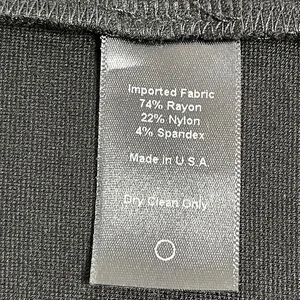 Imported Fabric
74% Rayon
22% Nylon
4% Spandex
Made in U.S.A.
Dry Clean Only